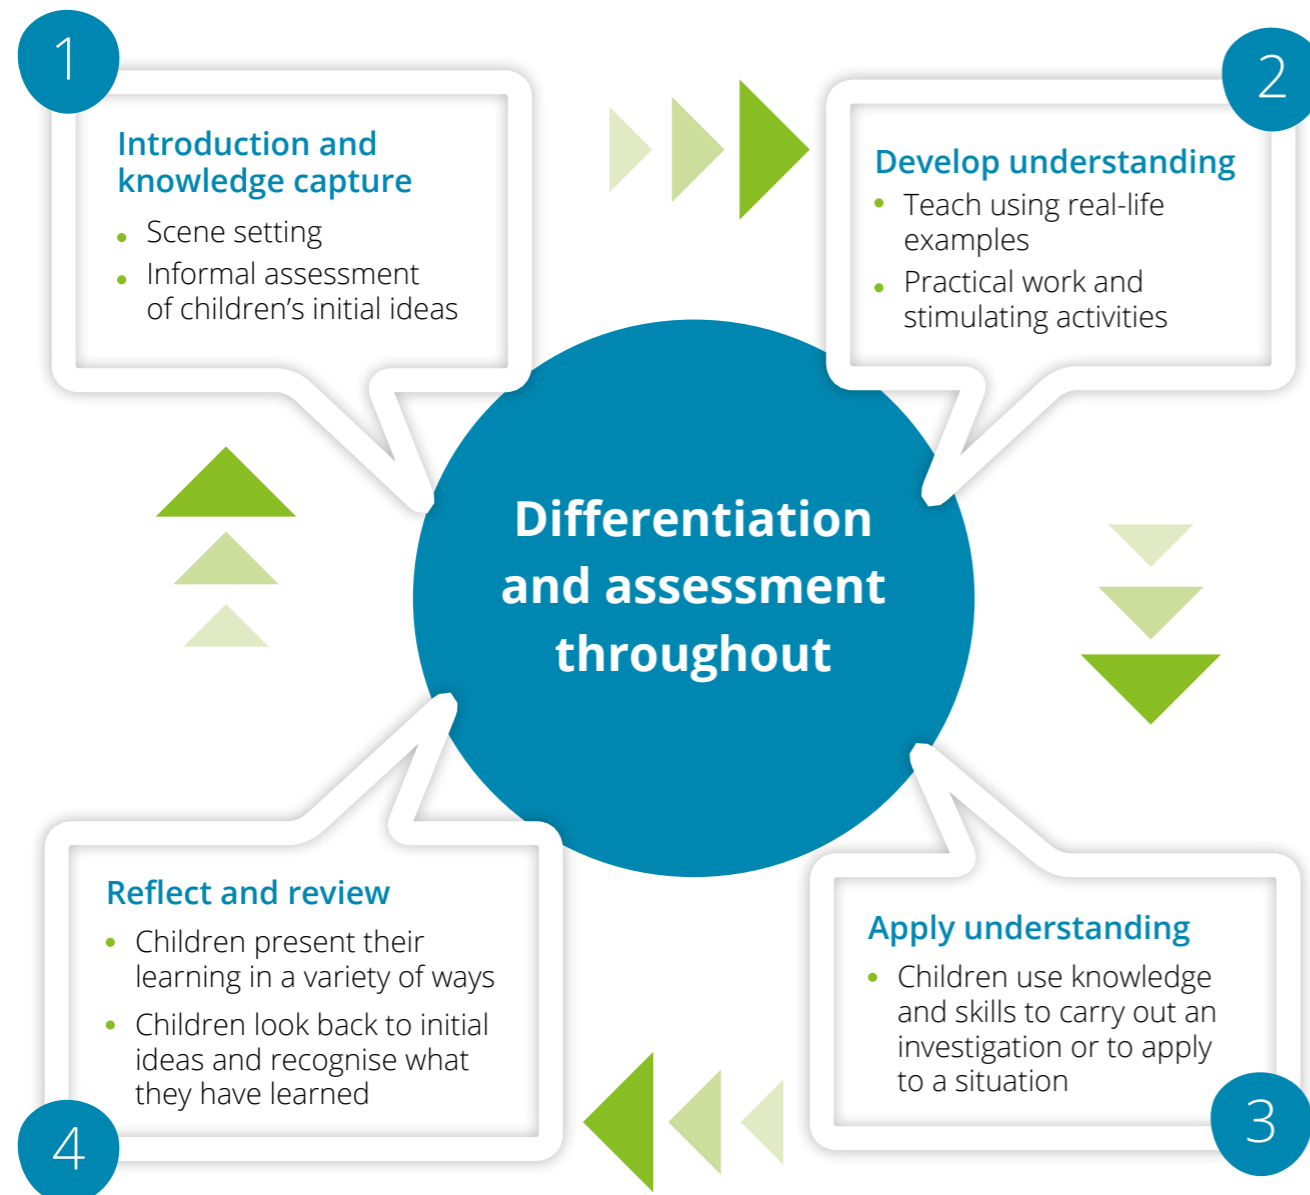 1
Introduction and
knowledge capture
• Scene setting
• Informal assessment
of children’s initial ideas
2
Develop understanding
• Teach using real-life
examples
• Practical work and
stimulating activities
Differentiation
and assessment
throughout
3
Apply understanding
• Children use knowledge
and skills to carry out an
investigation or to apply
to a situation
4
Reflect and review
• Children present their
learning in a variety of ways
• Children look back to initial
ideas and recognise what
they have learned